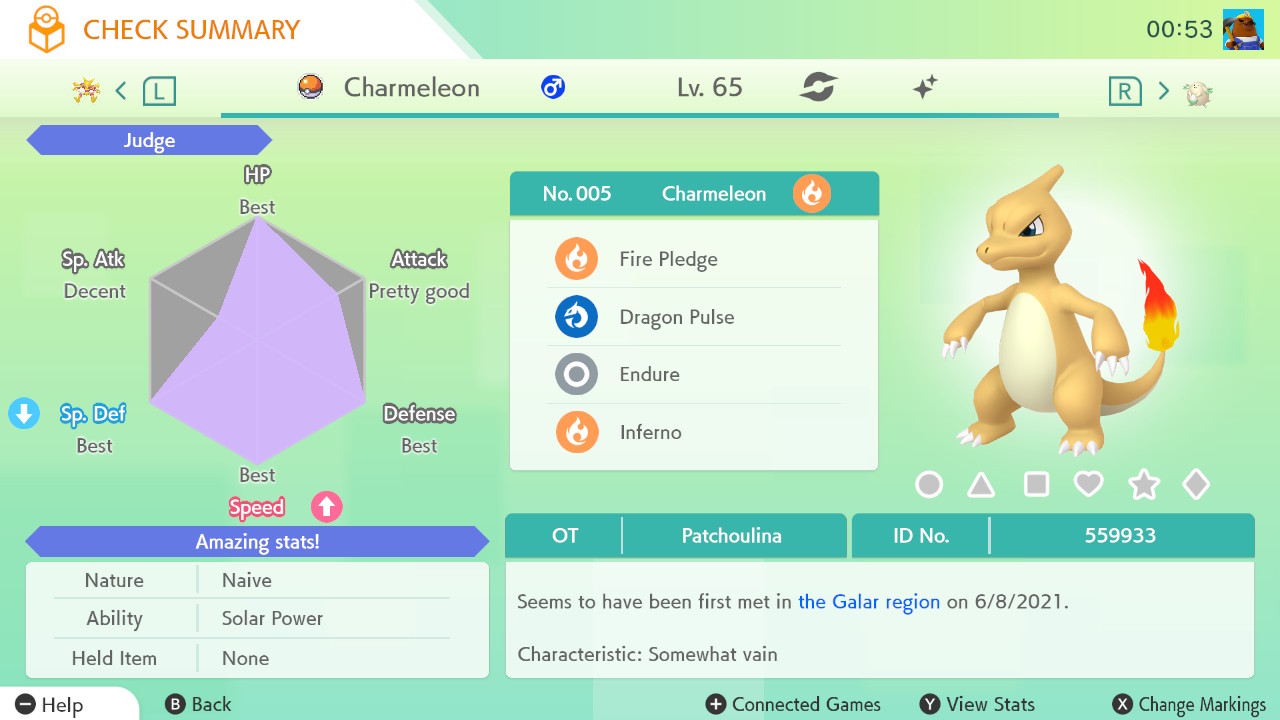 CHECK SUMMARY
00:53
L
Charmeleon
Lv. 65
R
Judge
HP
Best
Sp. Atk
Decent
Attack
Pretty good
Sp. Def
Best
Defense
Best
Best
Speed
Amazing stats!
Nature Naive
Ability Solar Power
Held Item None
No. 005 Charmeleon
Fire Pledge
Dragon Pulse
Endure
Inferno
OT Patchoulina
ID No. 559933
Seems to have been first met in the Galar region on 6/8/2021.
Characteristic: Somewhat vain
Help
B Back
Connected Games
Y View Stats
X Change Markings